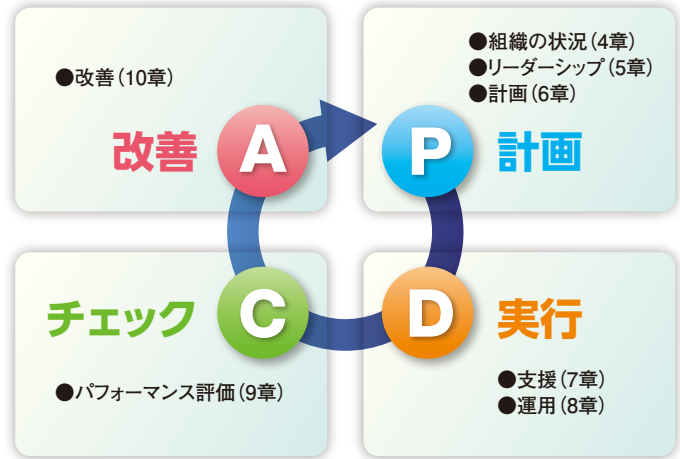 ●改善（10章）
改善
A
●組織の状況（4章）
●リーダーシップ（5章）
●計画（6章）
P
計画
チェック
C
●パフォーマンス評価（9章）
D
実行
●支援（7章）
●運用（8章）